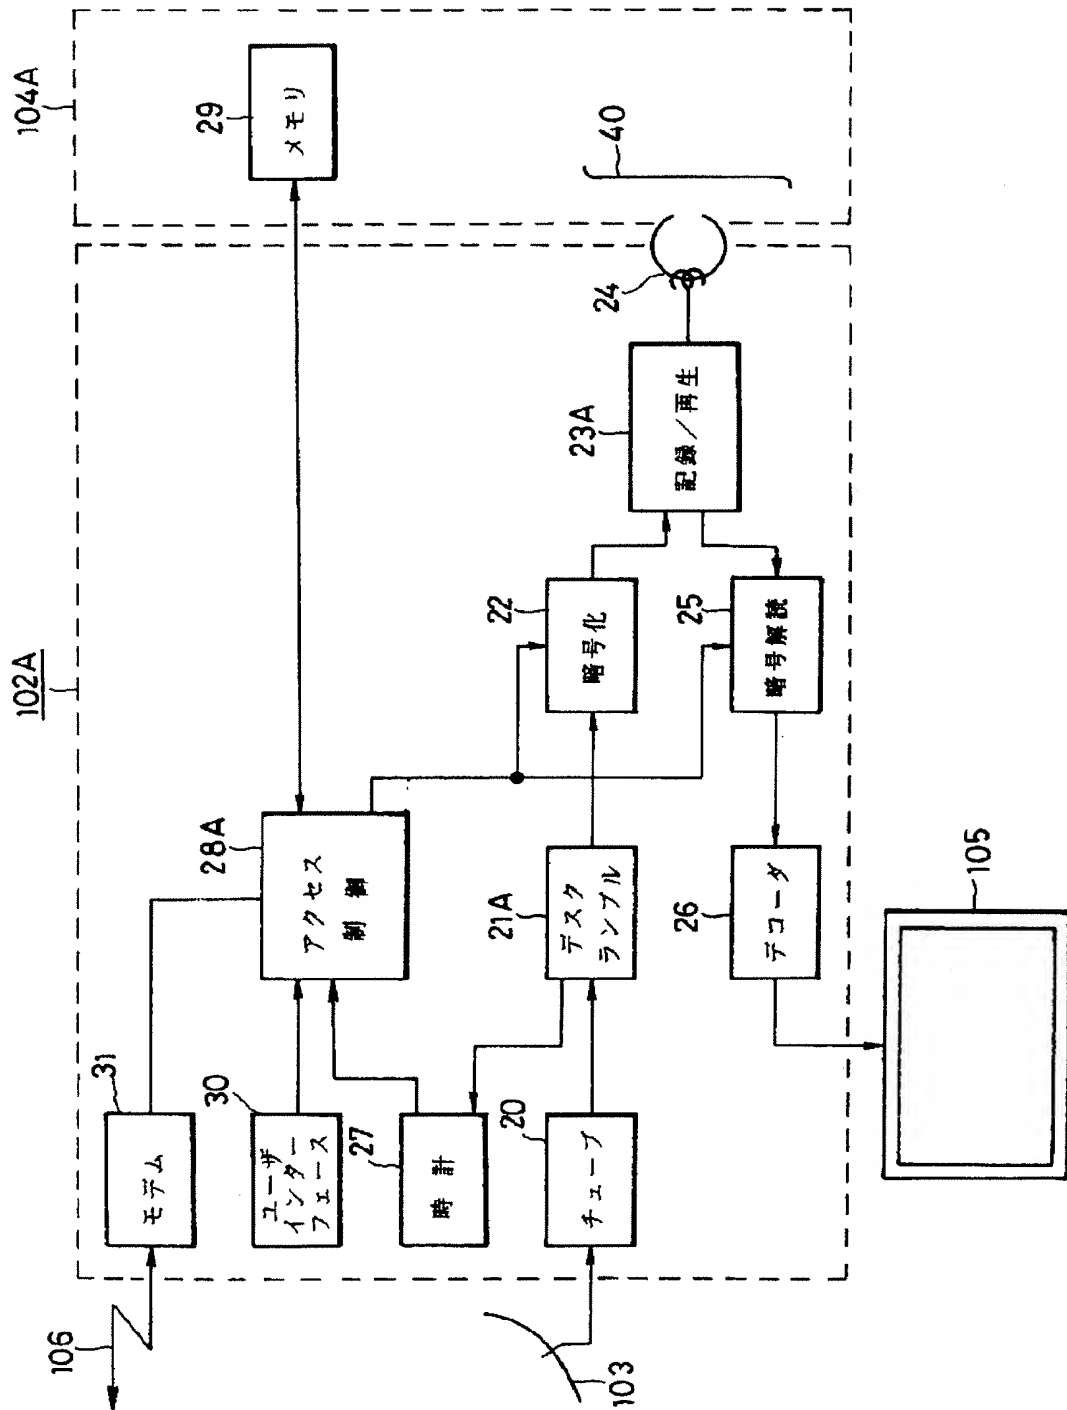 102A
104A
106
31
モデム
30
ユーザ
インター
フェース
27
時計
28A
アクセス
制御
29
メモリ
103
20
チューブ
21A
デスク
ランブル
22
暗号化
23A
記録/再生
24
40
25
暗号解読
26
デコーダ
105